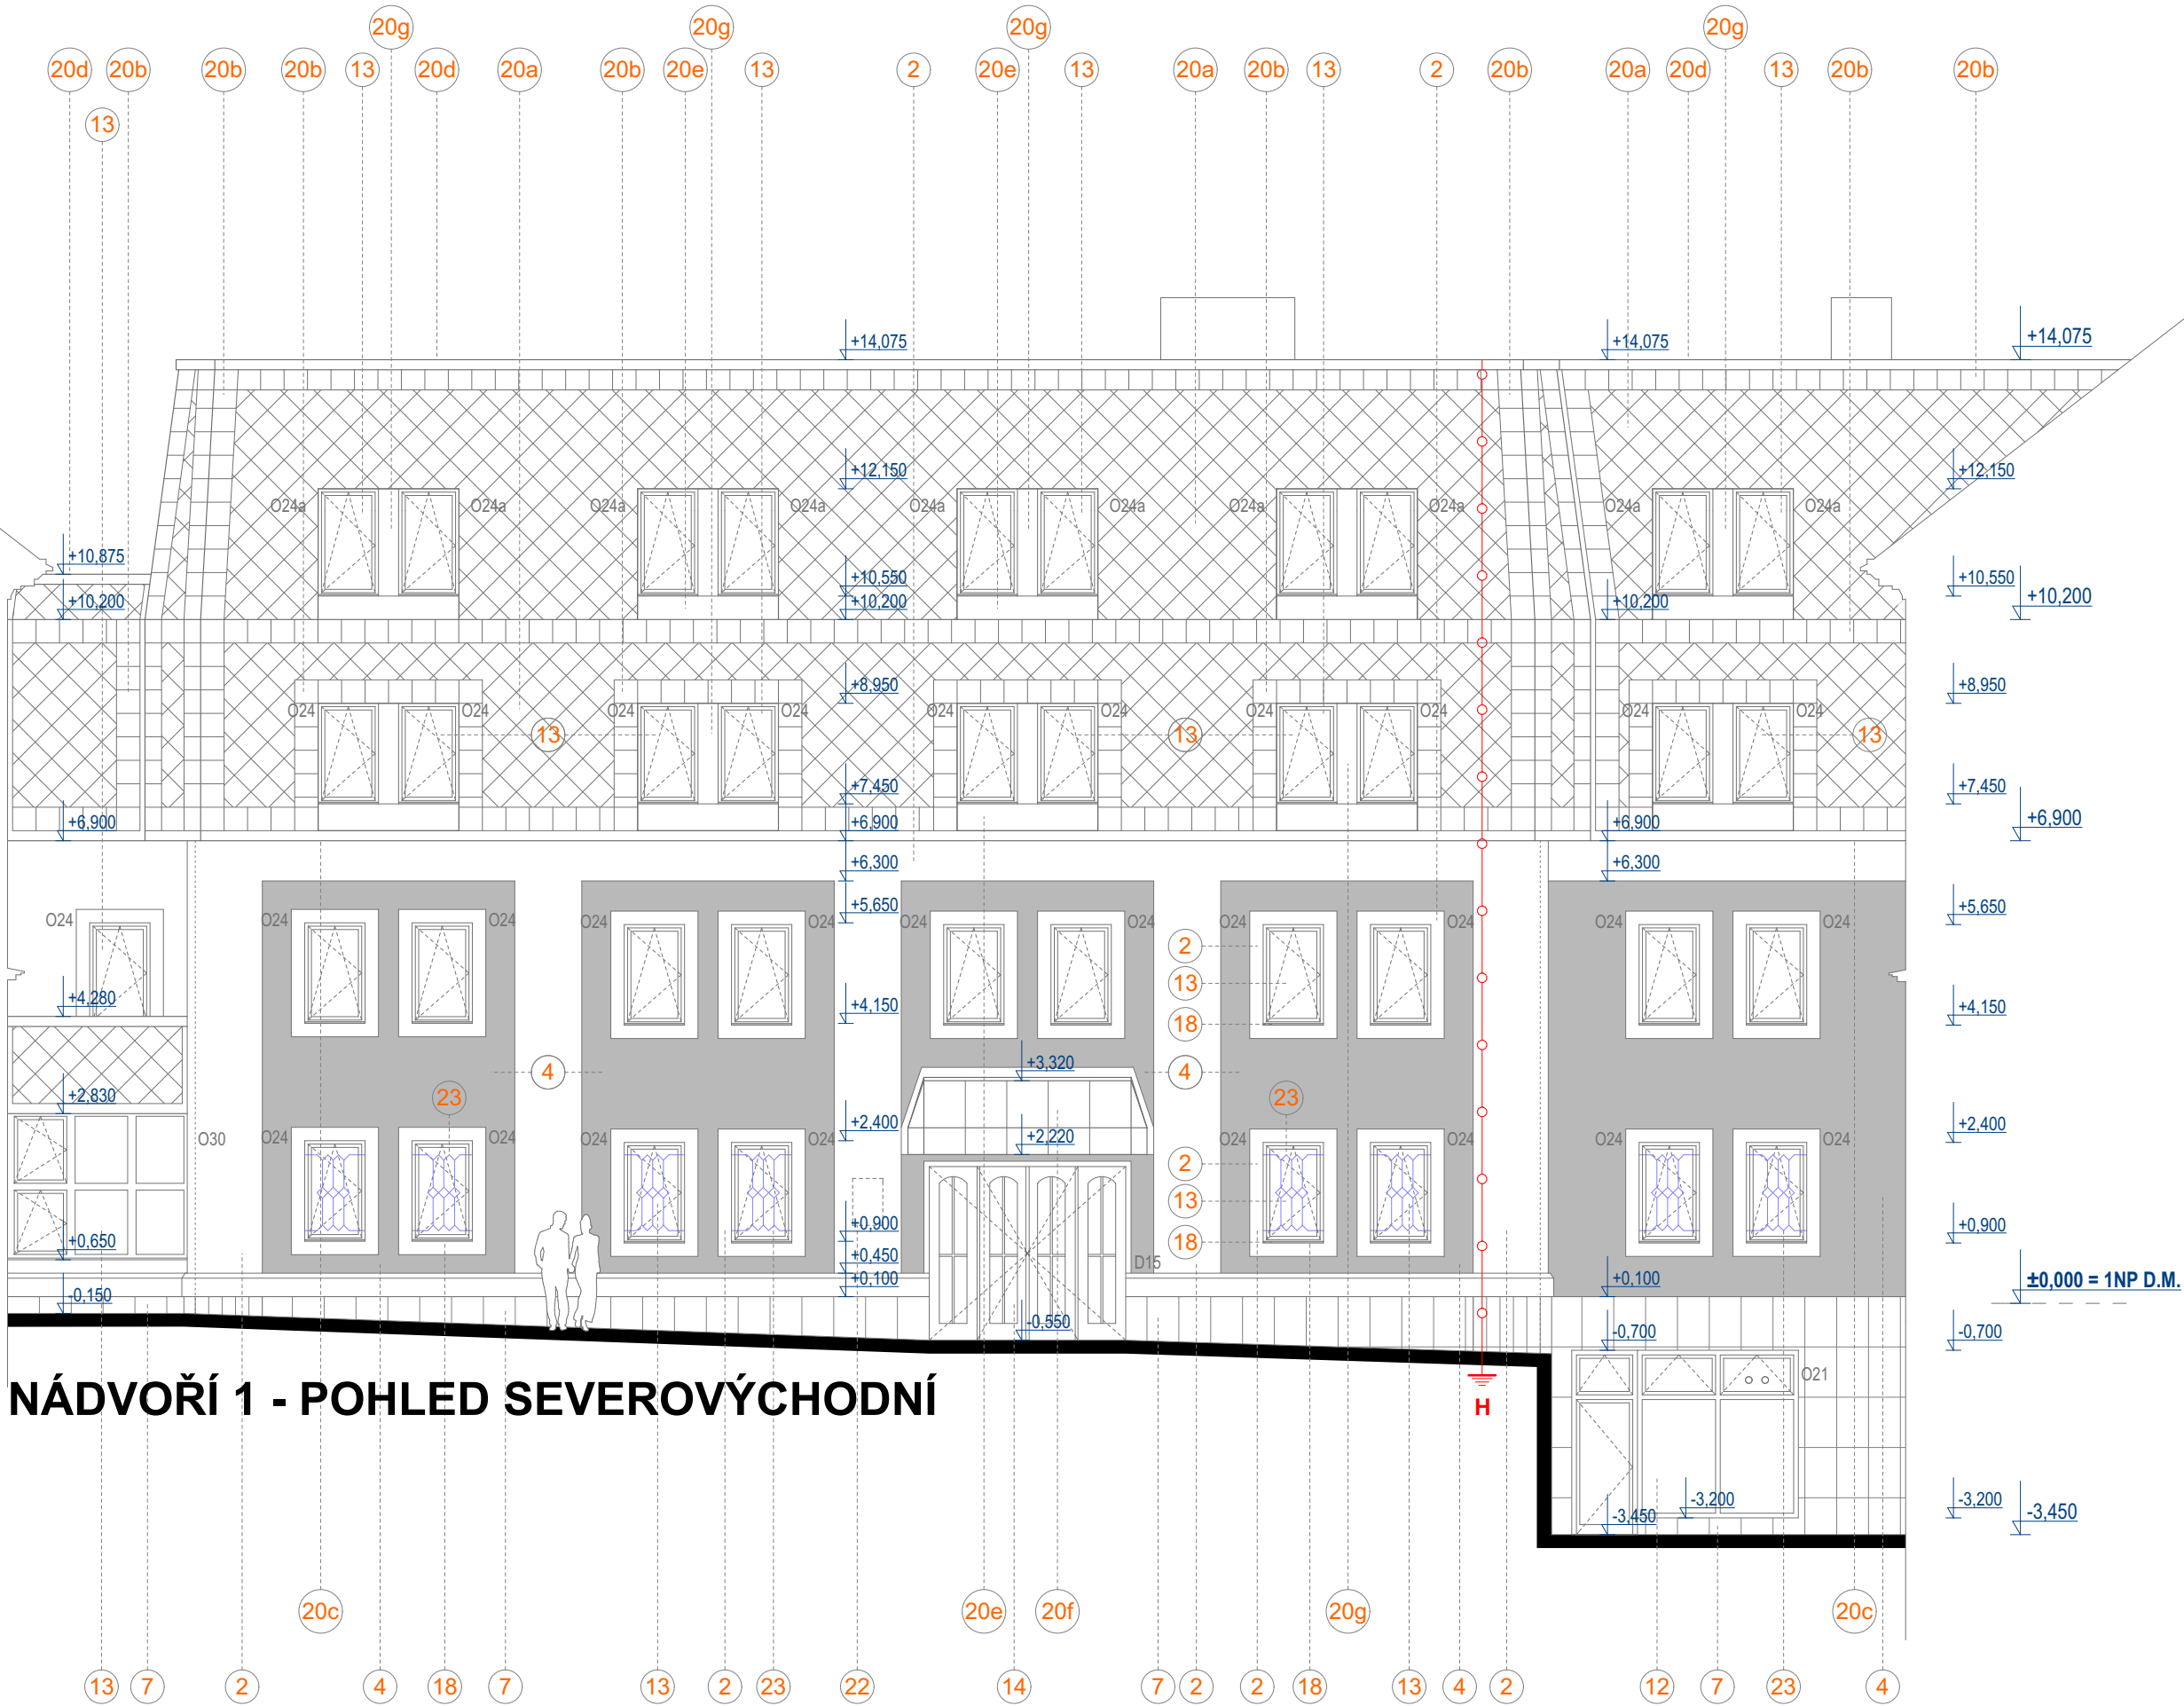 20g 20g 20g 20g
20d 20b 20b 20b 13 20d 20a 20b 20e 13 2 20e 13 20a 20b 13 2 20b 20a 20d 13 20b 20b
13
+14,075 +14,075 +14,075
+12,150 +12,150
O24a O24a O24a O24a O24a O24a O24a O24a O24a O24a
+10,875
+10,550 +10,550
+10,200 +10,200 +10,200 +10,200
+8,950 +8,950
O24 O24 O24 O24 O24 O24 O24 O24 O24 O24
13 13 13
+7,450 +7,450
+6,900 +6,900 +6,900 +6,900
+6,300 +6,300
+5,650 +5,650
O24 O24 O24 O24 O24 O24 O24 O24 O24 O24 O24
2
13
+4,280 +4,150 +4,150
18
+3,320
4 4
+2,830
23 23
+2,400 +2,400
O30 O24 O24 O24 O24 O24 O24 O24 O24
+2,220
2
13
+0,650 +0,900 +0,900
18
+0,450
D15
-0,150 +0,100 +0,100 ±0,000 = 1NP D.M.
-0,550 -0,700 -0,700
O21
NÁDVOŘÍ 1 - POHLED SEVEROVÝCHODNÍ
H
-3,200 -3,200
-3,450 -3,450
20c 20e 20f 20g 20c
13 7 2 4 18 7 13 2 23 22 14 7 2 2 18 13 4 2 12 7 23 4